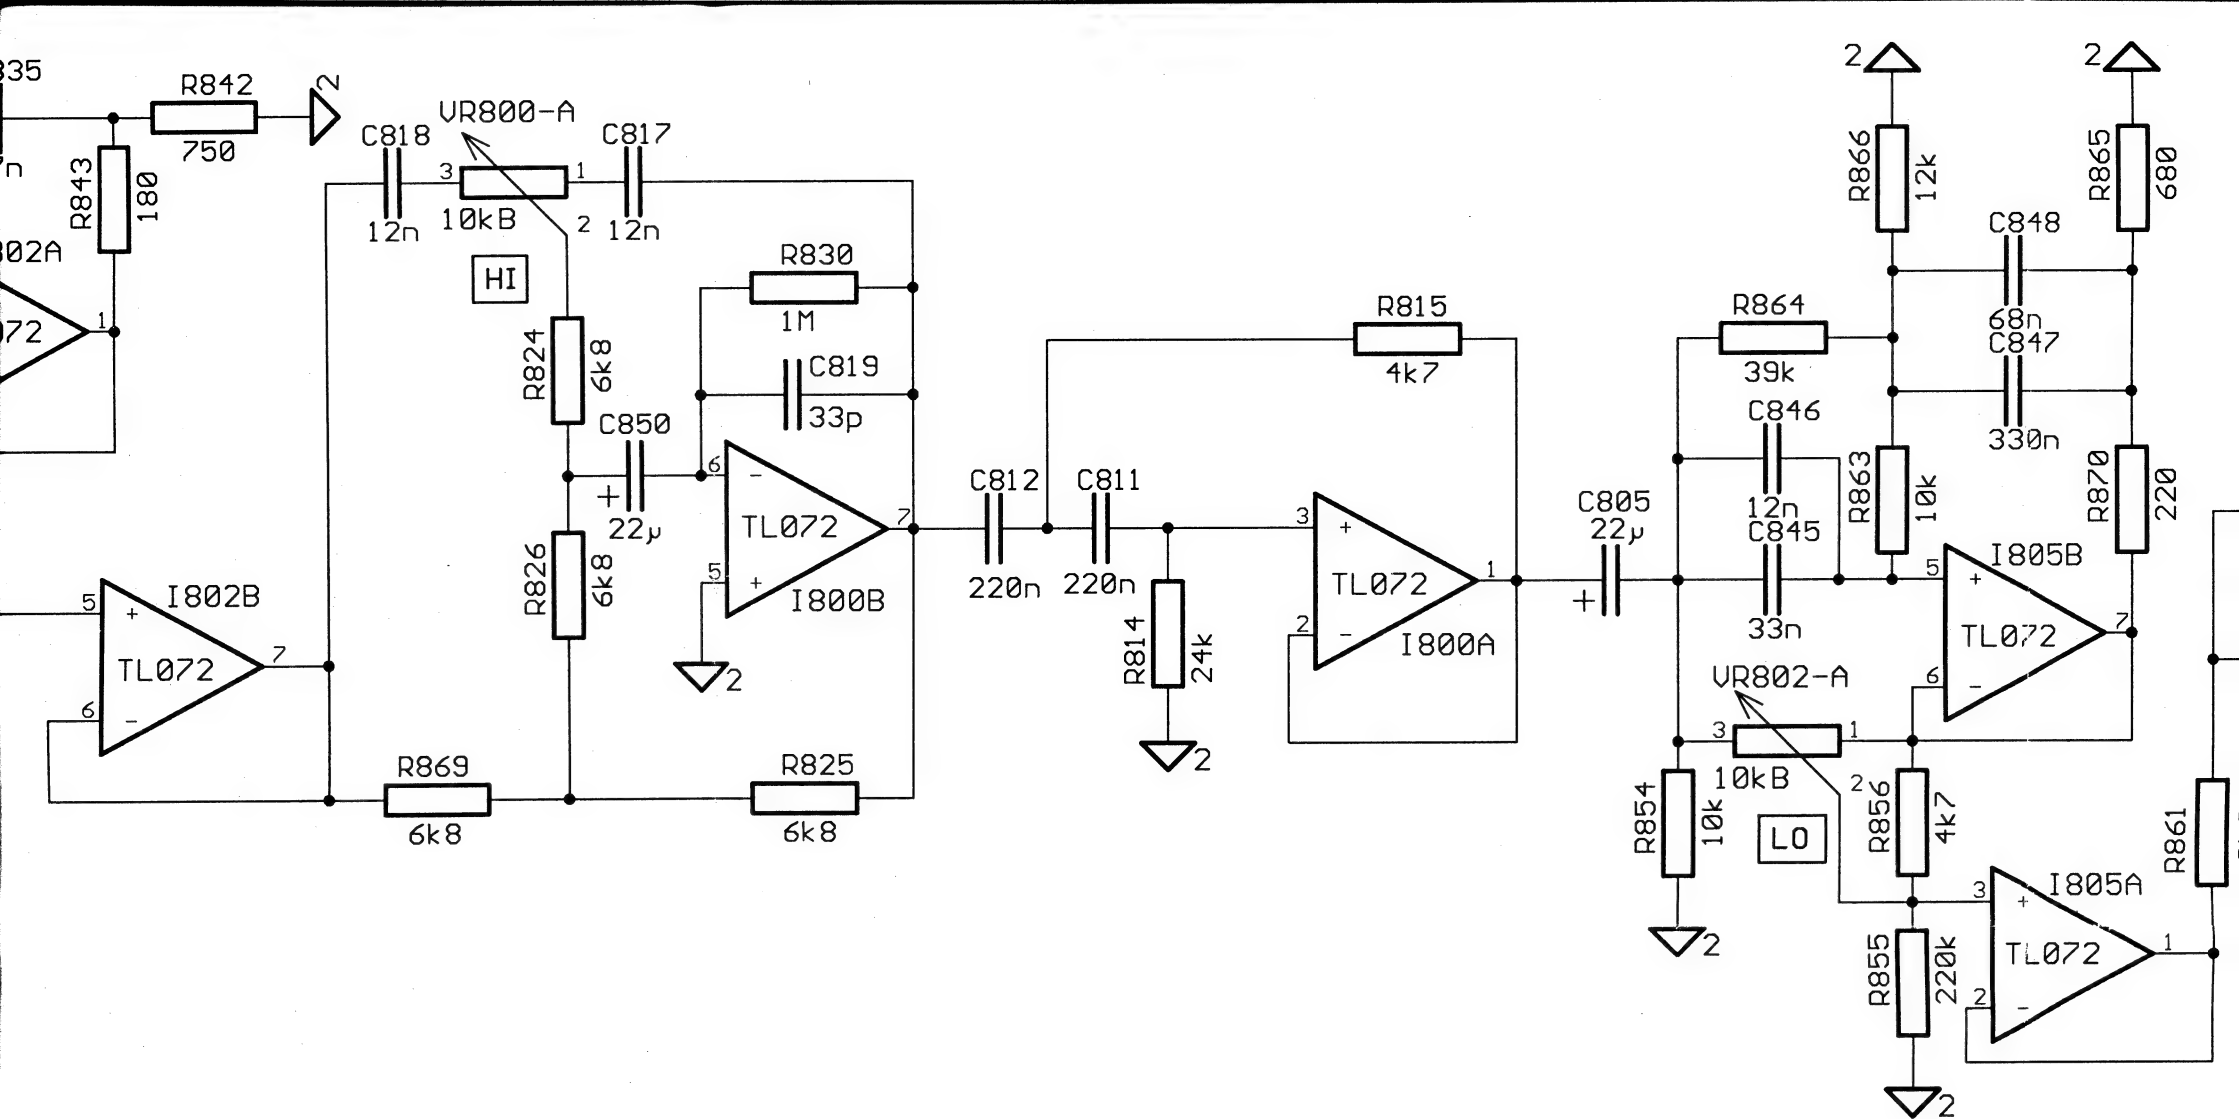 835
R842
2
750
R843
180
n
802A
072
1
C818
12n
VR800-A
3
1
10kB
2
C817
12n
HI
R830
1M
R824
6k8
C819
33p
C850
+
22µ
6
-
TL072
7
5
+
I800B
2
R826
6k8
I802B
5
+
TL072
7
6
-
R869
6k8
R825
6k8
C812
220n
C811
220n
R815
4k7
R814
24k
2
3
+
TL072
1
2
-
I800A
C805
22µ
+
2
2
R866
12k
R865
680
C848
68n
C847
330n
R864
39k
C846
12n
C845
33n
R863
10k
R870
220
I805B
5
+
TL072
7
6
-
VR802-A
3
1
10kB
2
LO
R854
10k
2
R856
4k7
R855
220k
2
I805A
3
+
TL072
1
2
-
R861